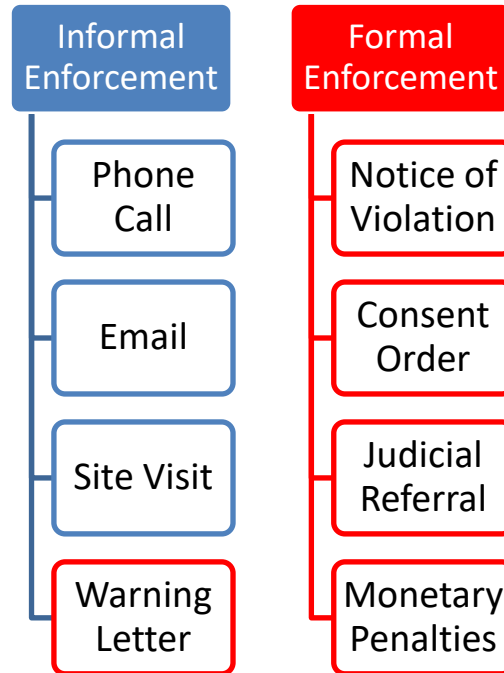 Informal
Enforcement
Phone
Call
Email
Site Visit
Warning
Letter
Formal
Enforcement
Notice of
Violation
Consent
Order
Judicial
Referral
Monetary
Penalties